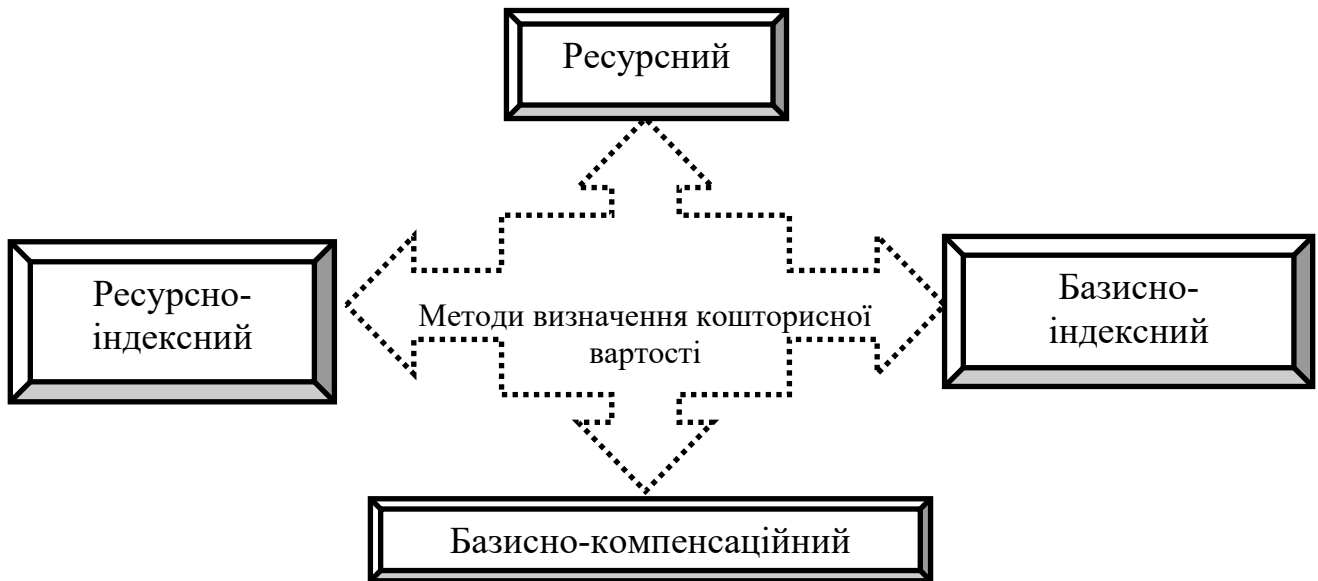 Ресурсний
Ресурсно-
індексний
Методи визначення кошторисної
вартості
Базисно-
індексний
Базисно-компенсаційний